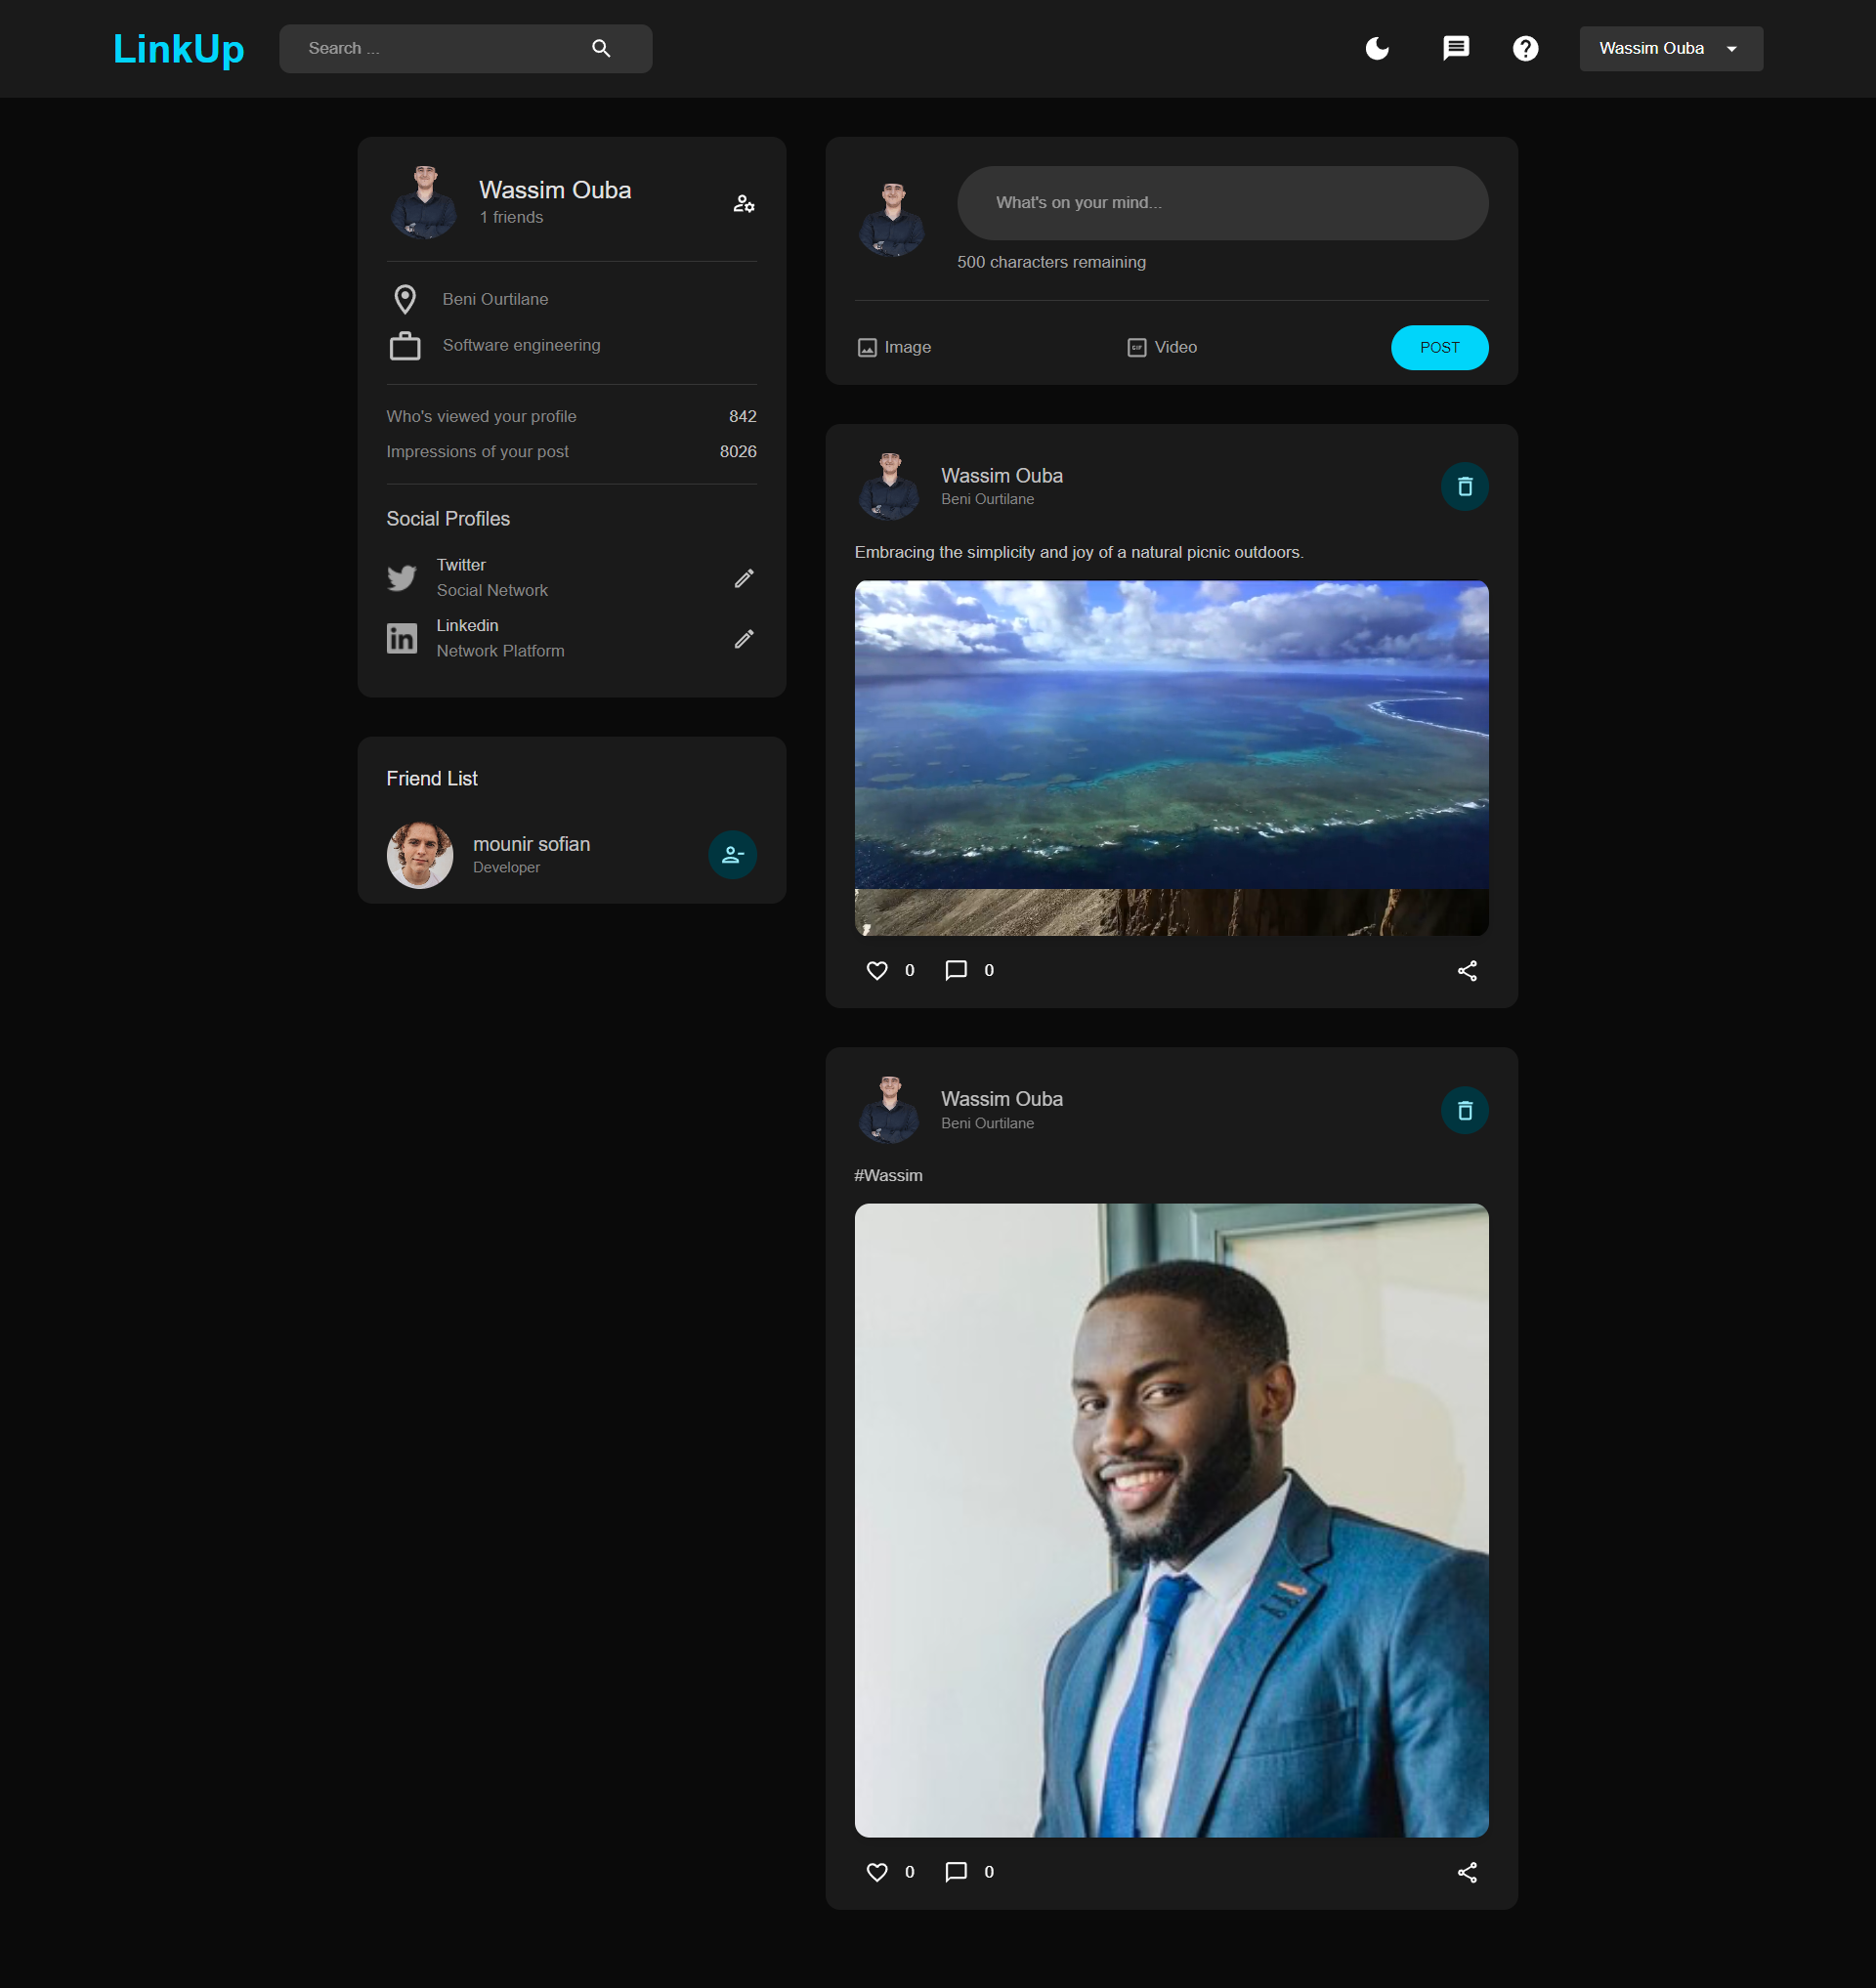 LinkUp
Search ...
Wassim Ouba
Wassim Ouba
1 friends
Beni Ourtilane
Software engineering
Who's viewed your profile 842
Impressions of your post 8026
Social Profiles
Twitter
Social Network
Linkedin
Network Platform
Friend List
mounir sofian
Developer
What's on your mind...
500 characters remaining
Image
GIF
Video
POST
Wassim Ouba
Beni Ourtilane
Embracing the simplicity and joy of a natural picnic outdoors.
0 0
Wassim Ouba
Beni Ourtilane
#Wassim
0 0